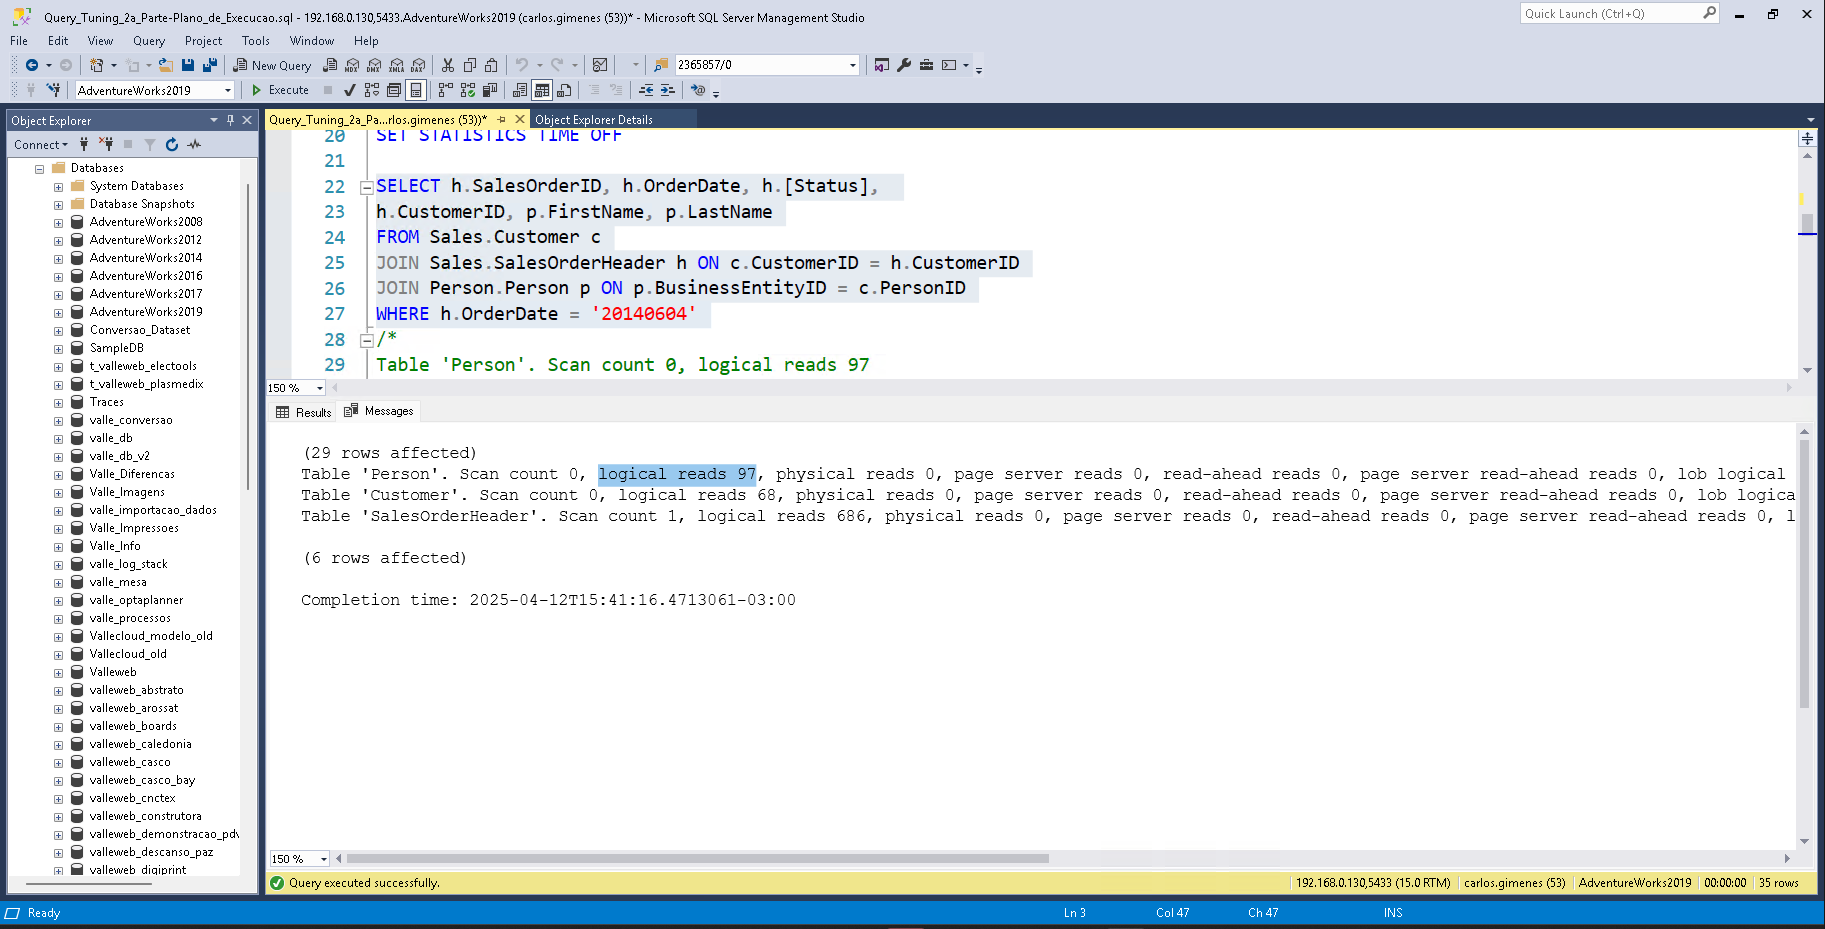 Query_Tuning_2a_Parte-Plano_de_Execucao.sql - 192.168.0.130,5433.AdventureWorks2019 (carlos.gimenes (53))* - Microsoft SQL Server Management Studio
Quick Launch (Ctrl+Q)
File Edit View Query Project Tools Window Help
New Query MDX DMX XMLA DAX 2365857/0
AdventureWorks2019 Execute
Object Explorer
Query_Tuning_2a_Pa...rlos.gimenes (53))* Object Explorer Details
Connect
Databases
System Databases
Database Snapshots
AdventureWorks2008
AdventureWorks2012
AdventureWorks2014
AdventureWorks2016
AdventureWorks2017
AdventureWorks2019
Conversao_Dataset
SampleDB
t_valleweb_electools
t_valleweb_plasmedix
Traces
valle_conversao
valle_db
valle_db_v2
Valle_Diferencas
Valle_Imagens
valle_importacao_dados
Valle_Impressoes
Valle_Info
valle_log_stack
valle_mesa
valle_optaplanner
valle_processos
Vallecloud_modelo_old
Vallecloud_old
Valleweb
valleweb_abstrato
valleweb_arossat
valleweb_boards
valleweb_caledonia
valleweb_casco
valleweb_casco_bay
valleweb_cnctex
valleweb_construtora
valleweb_demonstracao_pdv
valleweb_descanso_paz
valleweb_digiprint
20 SET STATISTICS TIME OFF
21
22 SELECT h.SalesOrderID, h.OrderDate, h.[Status],
23 h.CustomerID, p.FirstName, p.LastName
24 FROM Sales.Customer c
25 JOIN Sales.SalesOrderHeader h ON c.CustomerID = h.CustomerID
26 JOIN Person.Person p ON p.BusinessEntityID = c.PersonID
27 WHERE h.OrderDate = '20140604'
28 /*
29 Table 'Person'. Scan count 0, logical reads 97
150 %
Results Messages
(29 rows affected)
Table 'Person'. Scan count 0, logical reads 97, physical reads 0, page server reads 0, read-ahead reads 0, page server read-ahead reads 0, lob logical
Table 'Customer'. Scan count 0, logical reads 68, physical reads 0, page server reads 0, read-ahead reads 0, page server read-ahead reads 0, lob logica
Table 'SalesOrderHeader'. Scan count 1, logical reads 686, physical reads 0, page server reads 0, read-ahead reads 0, page server read-ahead reads 0, l
(6 rows affected)
Completion time: 2025-04-12T15:41:16.4713061-03:00
150 %
Query executed successfully. 192.168.0.130,5433 (15.0 RTM) carlos.gimenes (53) AdventureWorks2019 00:00:00 35 rows
Ready Ln 3 Col 47 Ch 47 INS